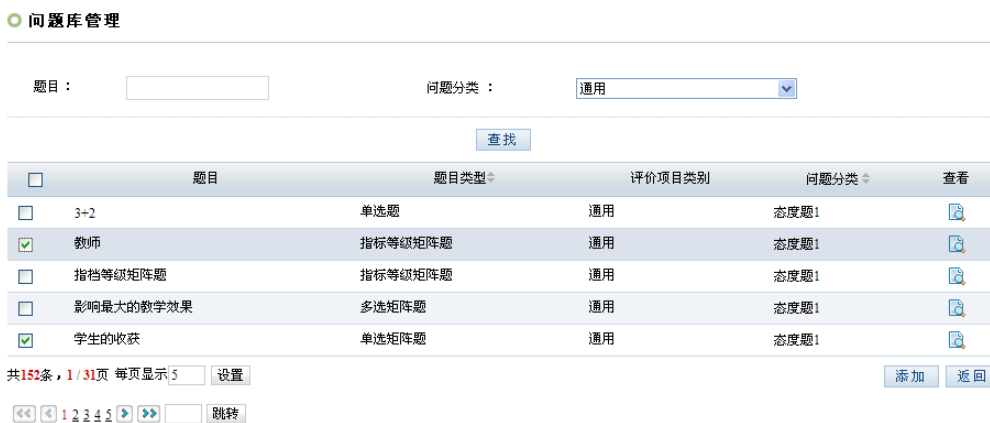 问题库管理
题目： 问题分类 ： 通用
查找
题目 题目类型 评价项目类别 问题分类 查看
3+2 单选题 通用 态度题1
教师 指标等级矩阵题 通用 态度题1
指档等级矩阵题 指标等级矩阵题 通用 态度题1
影响最大的教学效果 多选矩阵题 通用 态度题1
学生的收获 单选矩阵题 通用 态度题1
共152条，1 / 31页 每页显示 5 设置 添加 返回
1 2 3 4 5 跳转